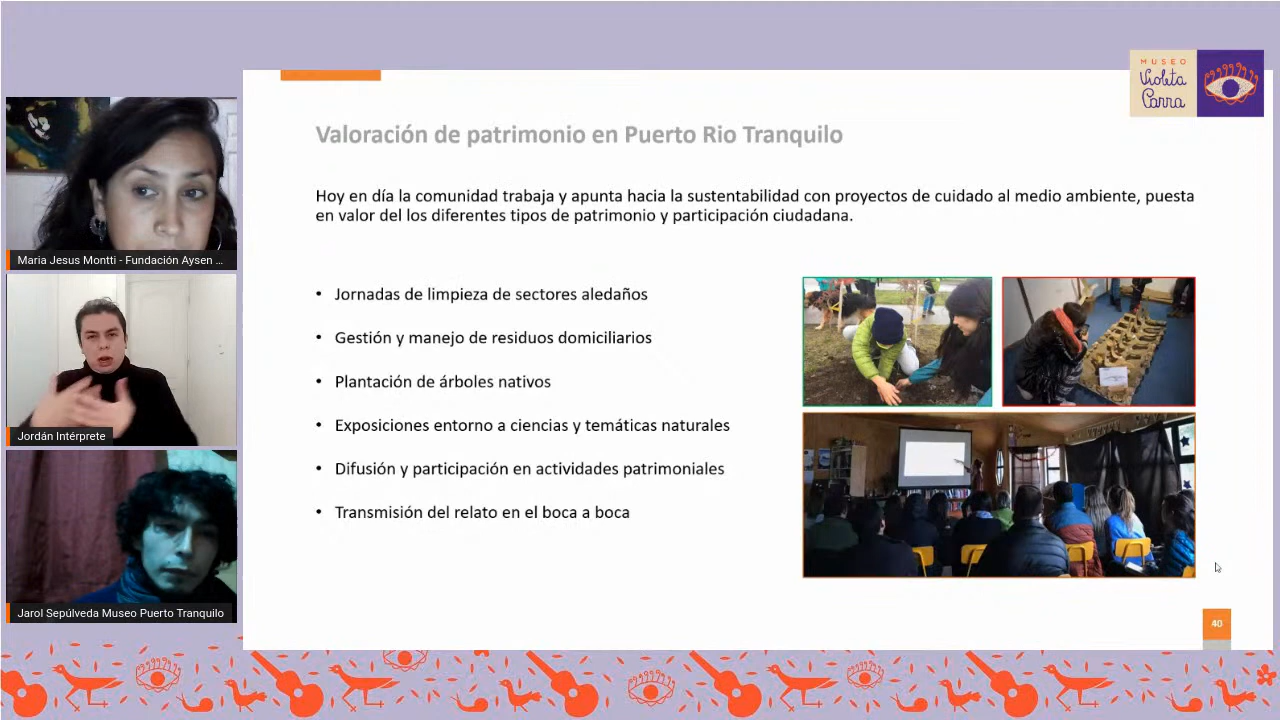 MUSEO
Violeta
Parra
Valoración de patrimonio en Puerto Rio Tranquilo
Hoy en día la comunidad trabaja y apunta hacia la sustentabilidad con proyectos de cuidado al medio ambiente, puesta
en valor del los diferentes tipos de patrimonio y participación ciudadana.
Maria Jesus Montti - Fundación Aysen ...
• Jornadas de limpieza de sectores aledaños
• Gestión y manejo de residuos domiciliarios
• Plantación de árboles nativos
• Exposiciones entorno a ciencias y temáticas naturales
Jordán Intérprete
• Difusión y participación en actividades patrimoniales
• Transmisión del relato en el boca a boca
Jarol Sepúlveda Museo Puerto Tranquilo
40